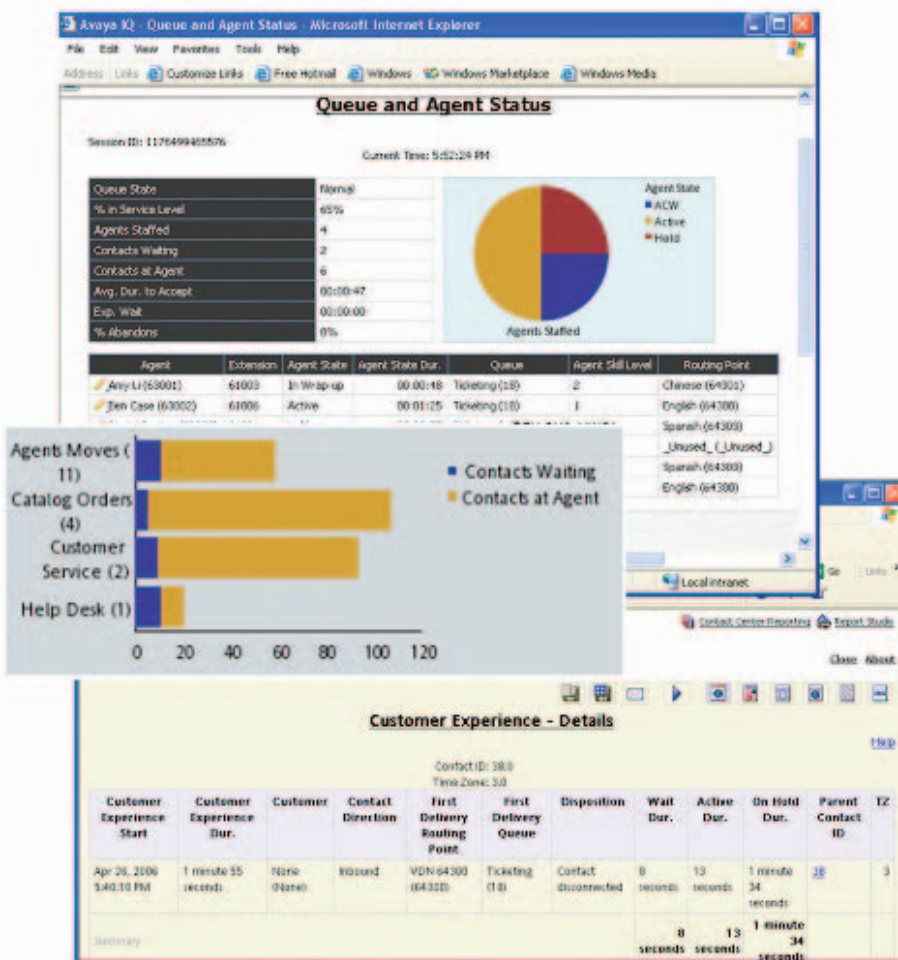 Avaya IQ - Queue and Agent Status - Microsoft Internet Explorer
File Edit View Favorites Tools Help
Address Links Customize Links Free Hotmail Windows Windows Marketplace Windows Media
Queue and Agent Status
Session ID: 1176499465576
Current Time: 5:52:24 PM
Queue State Normal
% in Service Level 65%
Agents Staffed 4
Contacts Waiting 2
Contacts at Agent 6
Avg. Dur. to Accept 00:00:47
Exp. Wait 00:00:00
% Abandons 0%
Agent State
ACW
Active
Hold
Agents Staffed
Agent Extension Agent State Agent State Dur. Queue Agent Skill Level Routing Point
Amy Li (63001) 61003 In Wrap-up 00:00:48 Ticketing (18) 2 Chinese (64301)
Ben Case (63002) 61006 Active 00:01:25 Ticketing (18) 1 English (64300)
Spanish (64303)
_Unused_ (_Unused_)
Spanish (64303)
English (64300)
Local intranet
Agents Moves (
11)
Catalog Orders
(4)
Customer
Service (2)
Help Desk (1)
Contacts Waiting
Contacts at Agent
0 20 40 60 80 100 120
Go Links
Contact Center Reporting Report Studio
Close About
Customer Experience - Details
Help
Contact ID: 38.0
Time Zone: 3.0
Customer Customer Customer Contact First First Disposition Wait Active On Hold Parent TZ
Experience Experience Direction Delivery Delivery Dur. Dur. Dur. Contact
Start Dur. Routing Queue ID
Point
Apr 26, 2006 1 minute 55 None Inbound VDN 64300 Ticketing Contact 8 13 1 minute 38 3
5:40:10 PM seconds (None) (64300) (18) disconnected seconds seconds 34
seconds
Summary 8 13 1 minute
seconds seconds 34
seconds